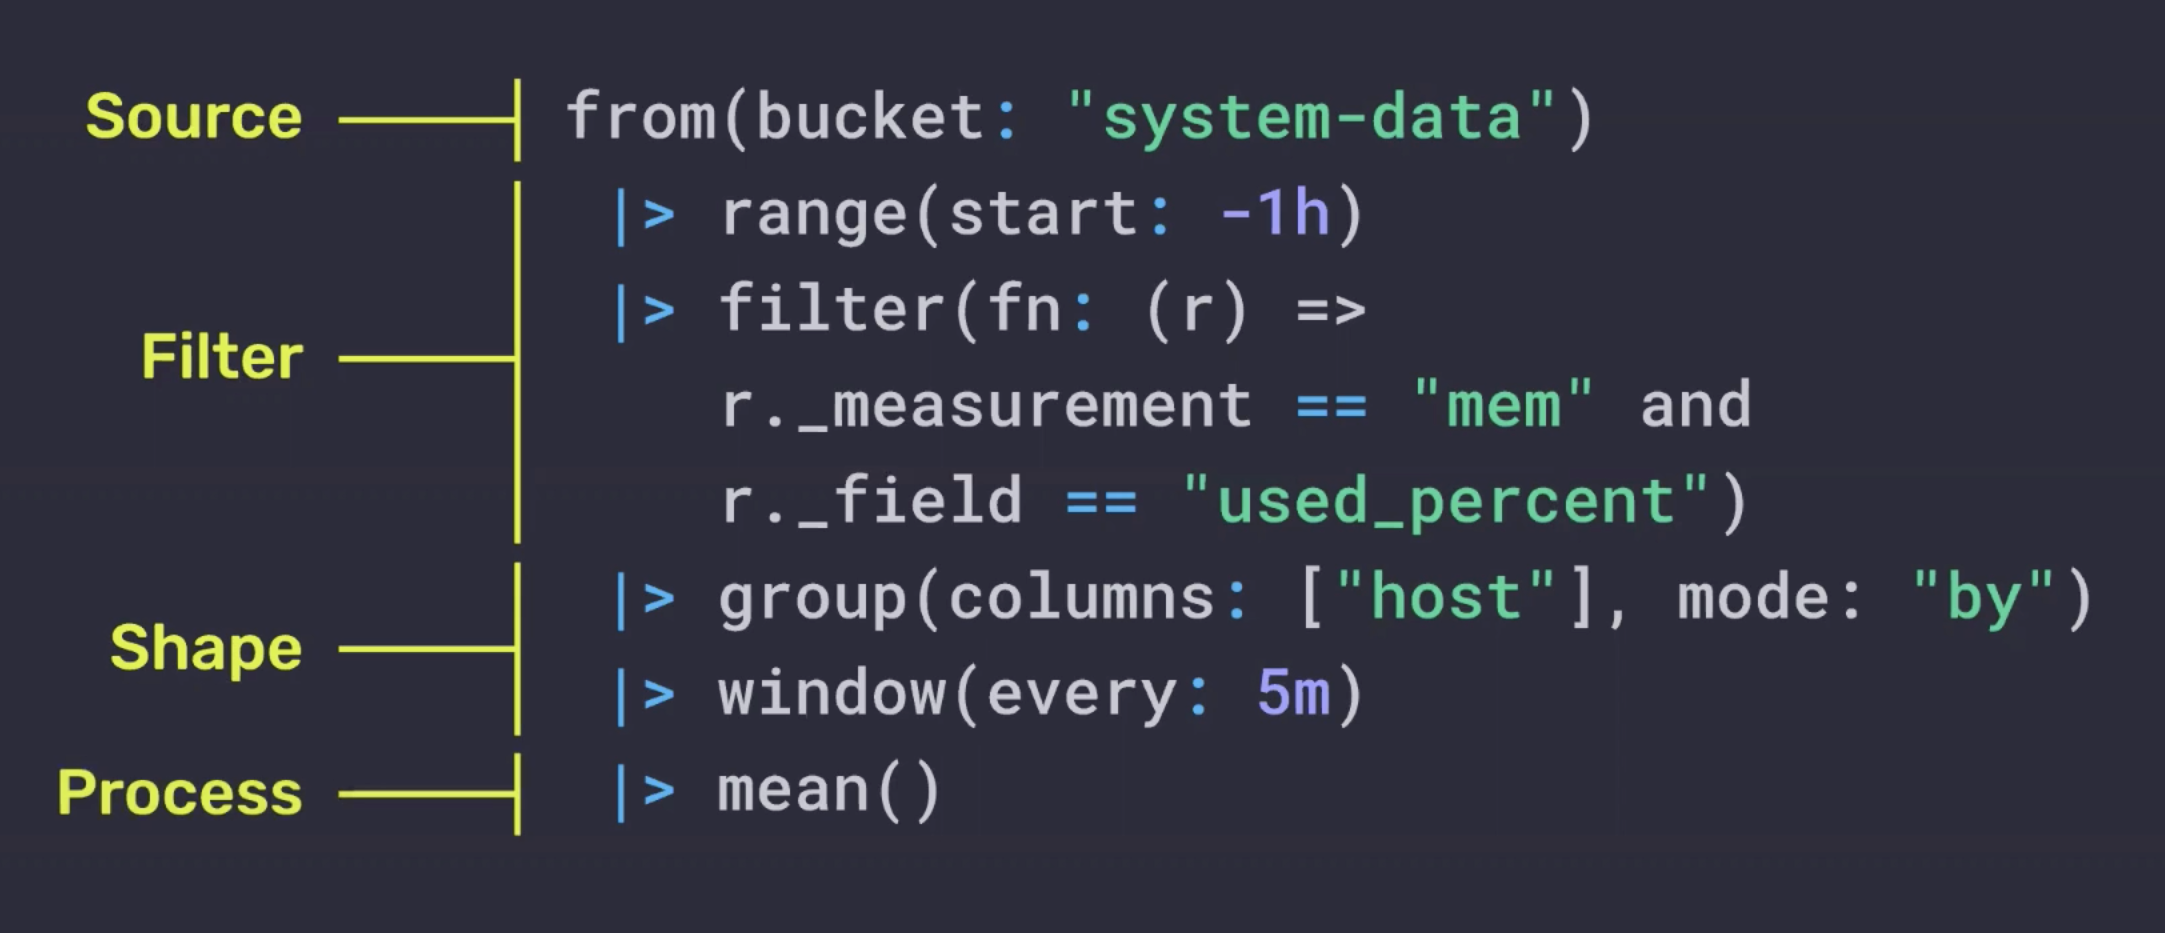 Source from(bucket: "system-data")
|> range(start: -1h)
|> filter(fn: (r) =>
Filter
r._measurement == "mem" and
r._field == "used_percent")
|> group(columns: ["host"], mode: "by")
Shape
|> window(every: 5m)
Process |> mean()